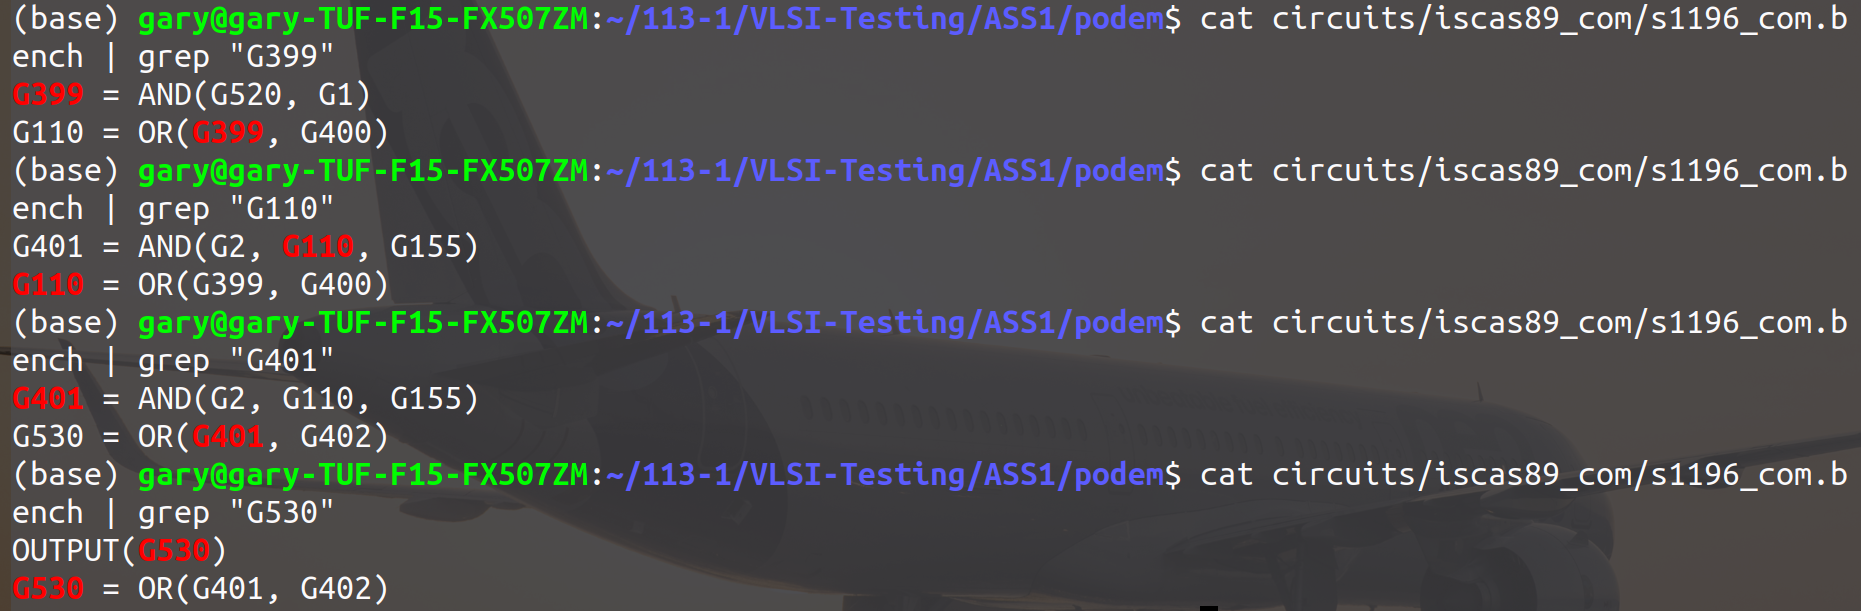 (base) gary@gary-TUF-F15-FX507ZM:~/113-1/VLSI-Testing/ASS1/podem$ cat circuits/iscas89_com/s1196_com.b
ench | grep "G399"
G399 = AND(G520, G1)
G110 = OR(G399, G400)
(base) gary@gary-TUF-F15-FX507ZM:~/113-1/VLSI-Testing/ASS1/podem$ cat circuits/iscas89_com/s1196_com.b
ench | grep "G110"
G401 = AND(G2, G110, G155)
G110 = OR(G399, G400)
(base) gary@gary-TUF-F15-FX507ZM:~/113-1/VLSI-Testing/ASS1/podem$ cat circuits/iscas89_com/s1196_com.b
ench | grep "G401"
G401 = AND(G2, G110, G155)
G530 = OR(G401, G402)
(base) gary@gary-TUF-F15-FX507ZM:~/113-1/VLSI-Testing/ASS1/podem$ cat circuits/iscas89_com/s1196_com.b
ench | grep "G530"
OUTPUT(G530)
G530 = OR(G401, G402)